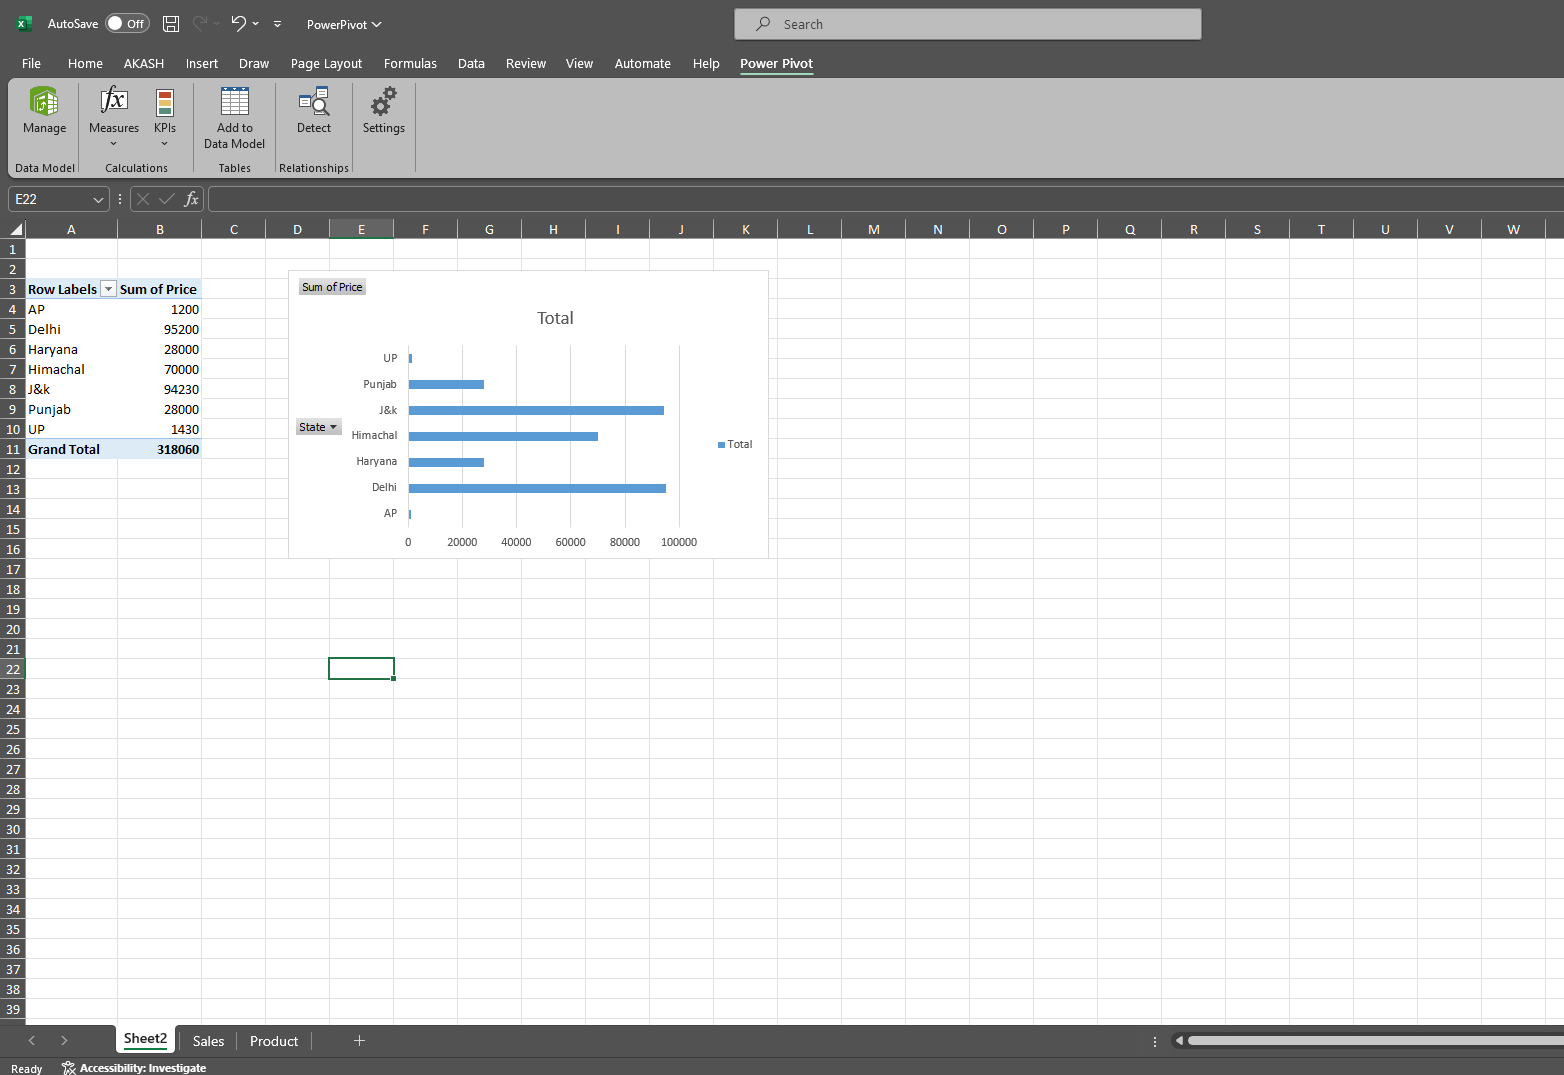 AutoSave Off PowerPivot Search
File Home AKASH Insert Draw Page Layout Formulas Data Review View Automate Help Power Pivot
Manage Measures KPIs Add to Data Model Detect Settings
Data Model Calculations Tables Relationships
E22 fx
A B C D E F G H I J K L M N O P Q R S T U V W
1
2
3 Row Labels Sum of Price
4 AP 1200
5 Delhi 95200
6 Haryana 28000
7 Himachal 70000
8 J&k 94230
9 Punjab 28000
10 UP 1430
11 Grand Total 318060
12
13
14
15
16
17
18
19
20
21
22
23
24
25
26
27
28
29
30
31
32
33
34
35
36
37
38
39
Sum of Price
Total
UP
Punjab
J&k
State
Himachal
Total
Haryana
Delhi
AP
0 20000 40000 60000 80000 100000
Sheet2 Sales Product
Ready Accessibility: Investigate